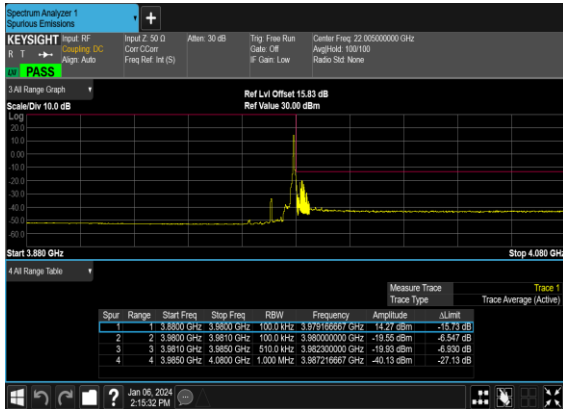 Spectrum Analyzer 1
Spurious Emissions
+
KEYSIGHT Input: RF Input Z: 50 Ω Atten: 30 dB Trig: Free Run Center Freq: 22.005000000 GHz
R T Coupling: DC Corr CCorr Gate: Off Avg|Hold: 100/100
Align: Auto Freq Ref: Int (S) IF Gain: Low Radio Std: None
LXI PASS
3 All Range Graph
Ref Lvl Offset 15.83 dB
Scale/Div 10.0 dB Ref Value 30.00 dBm
Log
20.0
10.0
0.00
-10.0
-20.0
-30.0
-40.0
-50.0
-60.0
Start 3.880 GHz Stop 4.080 GHz
4 All Range Table
Measure Trace Trace 1
Trace Type Trace Average (Active)
Spur Range Start Freq Stop Freq RBW Frequency Amplitude ΔLimit
1 1 3.8800 GHz 3.9800 GHz 100.0 kHz 3.979166667 GHz 14.27 dBm -15.73 dB
2 2 3.9800 GHz 3.9810 GHz 100.0 kHz 3.980000000 GHz -19.55 dBm -6.547 dB
3 3 3.9810 GHz 3.9850 GHz 510.0 kHz 3.982300000 GHz -19.93 dBm -6.930 dB
4 4 3.9850 GHz 4.0800 GHz 1.000 MHz 3.987216667 GHz -40.13 dBm -27.13 dB
? Jan 06, 2024
2:15:32 PM